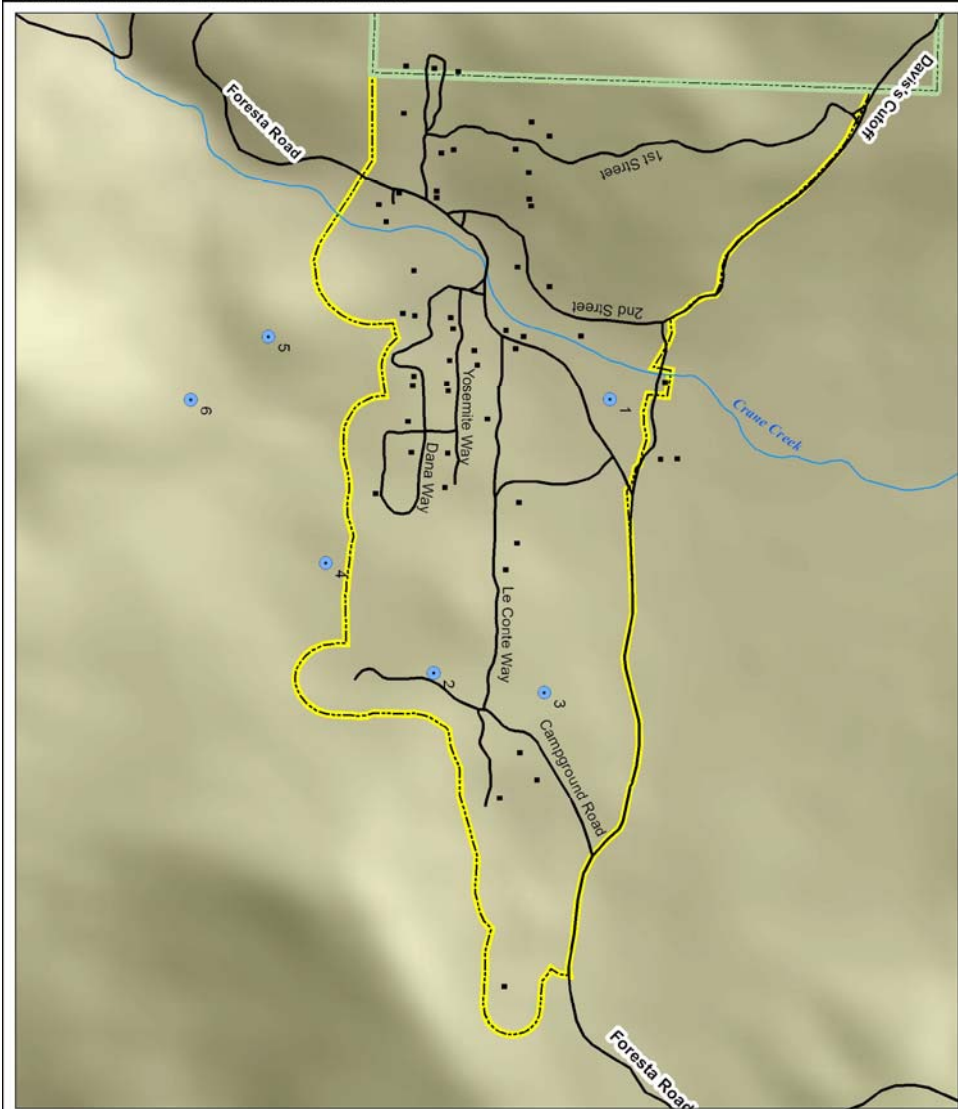 Davis's Cutoff
Foresta Road
1st Street
2nd Street
Crane Creek
5
6
1
Yosemite Way
Dana Way
4
Le Conte Way
2
3
Campground Road
Foresta Road